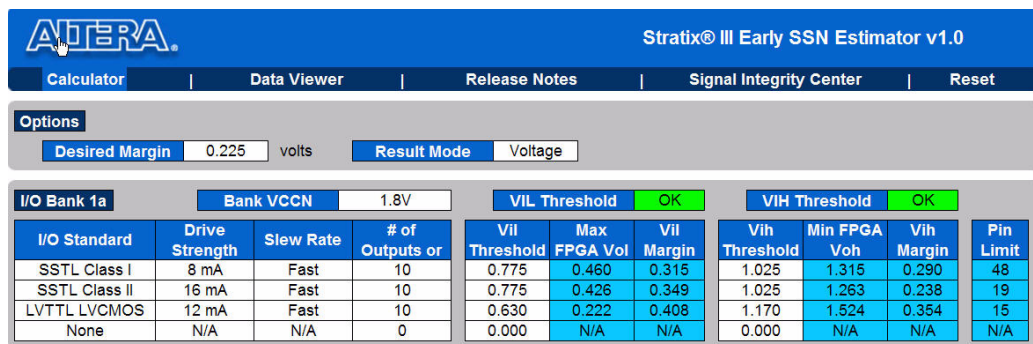 ALTERA.
Stratix® III Early SSN Estimator v1.0
Calculator | Data Viewer | Release Notes | Signal Integrity Center | Reset
Options
Desired Margin 0.225 volts Result Mode Voltage
I/O Bank 1a Bank VCCN 1.8V VIL Threshold OK VIH Threshold OK
I/O Standard Drive Strength Slew Rate # of Outputs or Vil Threshold Max FPGA Vol Vil Margin Vih Threshold Min FPGA Voh Vih Margin Pin Limit
SSTL Class I 8 mA Fast 10 0.775 0.460 0.315 1.025 1.315 0.290 48
SSTL Class II 16 mA Fast 10 0.775 0.426 0.349 1.025 1.263 0.238 19
LVTTL LVCMOS 12 mA Fast 10 0.630 0.222 0.408 1.170 1.524 0.354 15
None N/A N/A 0 0.000 N/A N/A 0.000 N/A N/A N/A